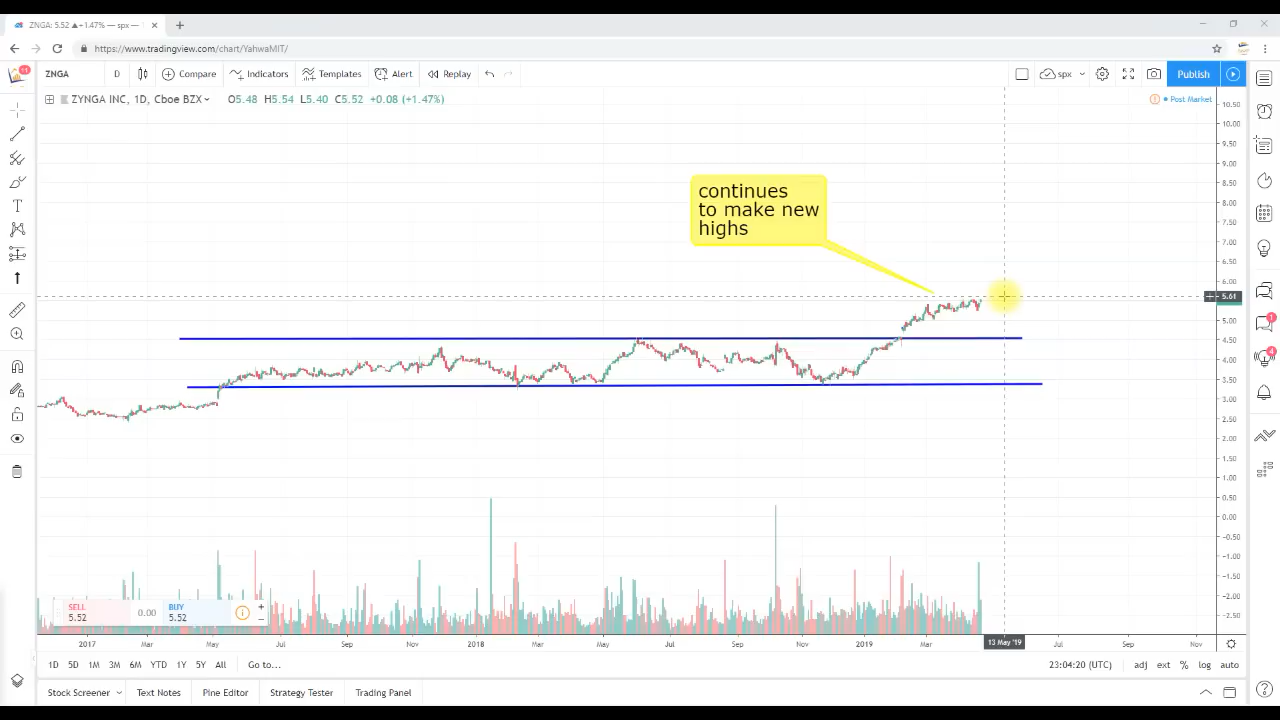 ZNGA: 5.52 ▲+1.47% — spx —
https://www.tradingview.com/chart/YahwaMIT/
11
ZNGA
D
Compare
Indicators
Templates
Alert
Replay
spx
Publish
ZYNGA INC, 1D, Cboe BZX
O5.48 H5.54 L5.40 C5.52 +0.08 (+1.47%)
Post Market
continues
to make new
highs
10.50
10.00
9.50
9.00
8.50
8.00
7.50
7.00
6.50
6.00
5.61
5.00
4.50
4.00
3.50
3.00
2.50
2.00
1.50
1.00
0.50
0.00
−0.50
−1.00
−1.50
−2.00
−2.50
1
4
SELL
5.52
0.00
BUY
5.52
2017 Mar May Jul Sep Nov 2018 Mar May Jul Sep Nov 2019 Mar 13 May '19 Jul Sep Nov
1D 5D 1M 3M 6M YTD 1Y 5Y All Go to...
23:04:20 (UTC) adj ext % log auto
Stock Screener Text Notes Pine Editor Strategy Tester Trading Panel